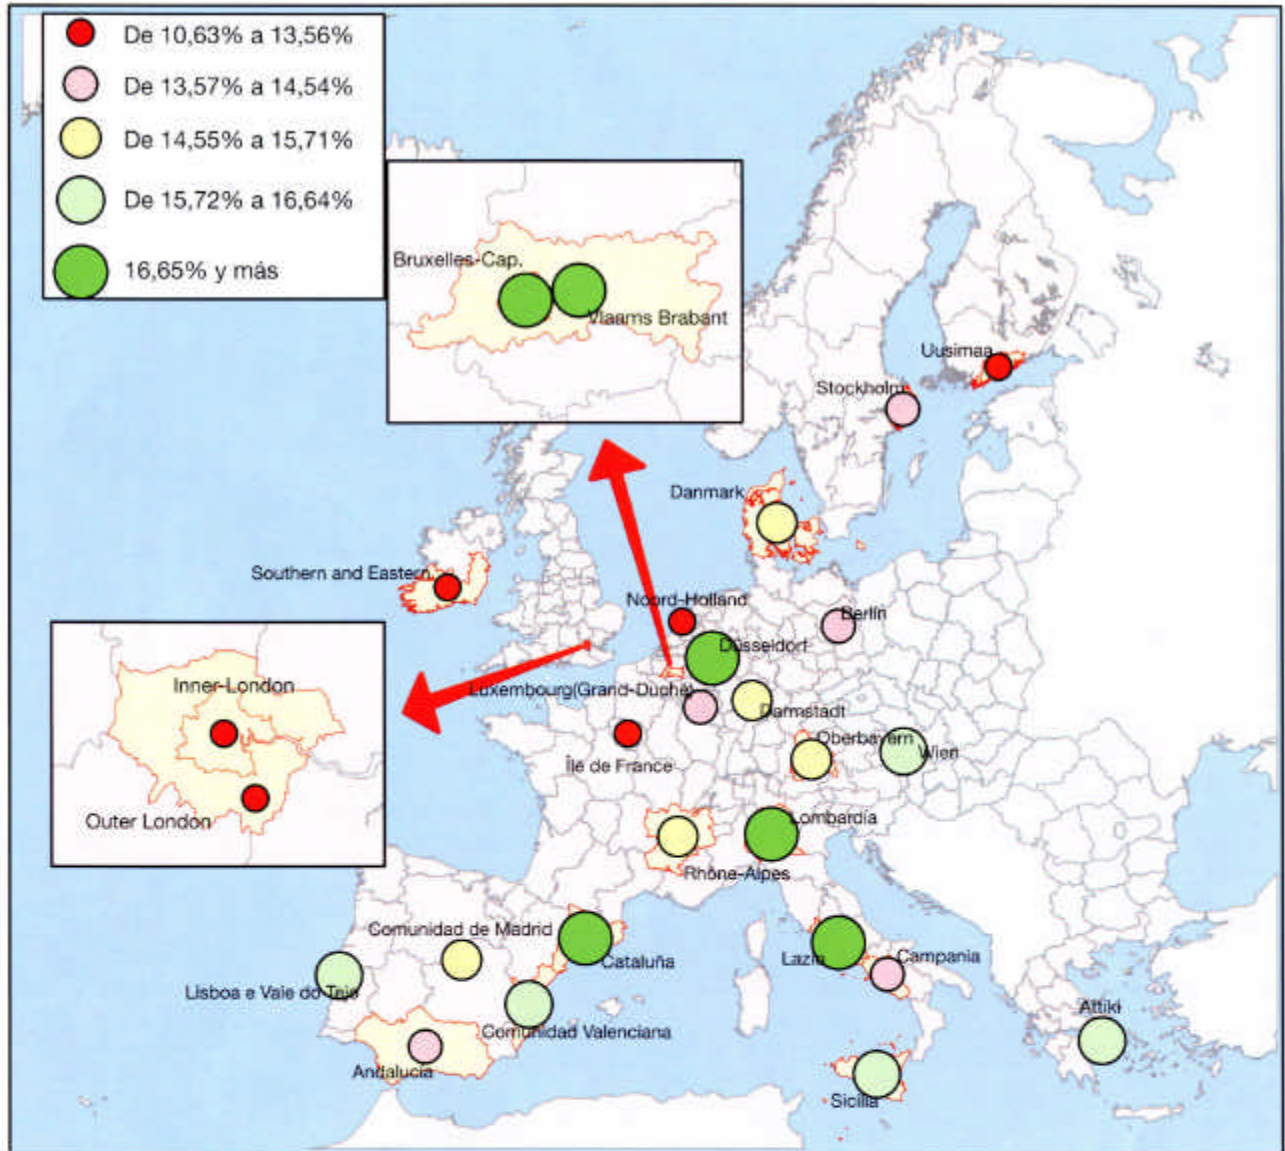 De 10,63% a 13,56%
De 13,57% a 14,54%
De 14,55% a 15,71%
De 15,72% a 16,64%
16,65% y más
Bruxelles-Cap.
Vlaams Brabant
Uusimaa
Stockholm
Danmark
Southern and Eastern
Noord-Holland
Berlín
Düsseldorf
Luxembourg(Grand-Duché)
Darmstadt
Inner-London
Outer London
Île de France
Oberbayern
Wien
Lombardía
Rhône-Alpes
Comunidad de Madrid
Cataluña
Lazio
Campania
Lisboa e Vale do Tejo
Comunidad Valenciana
Attiki
Andalucía
Sicilia